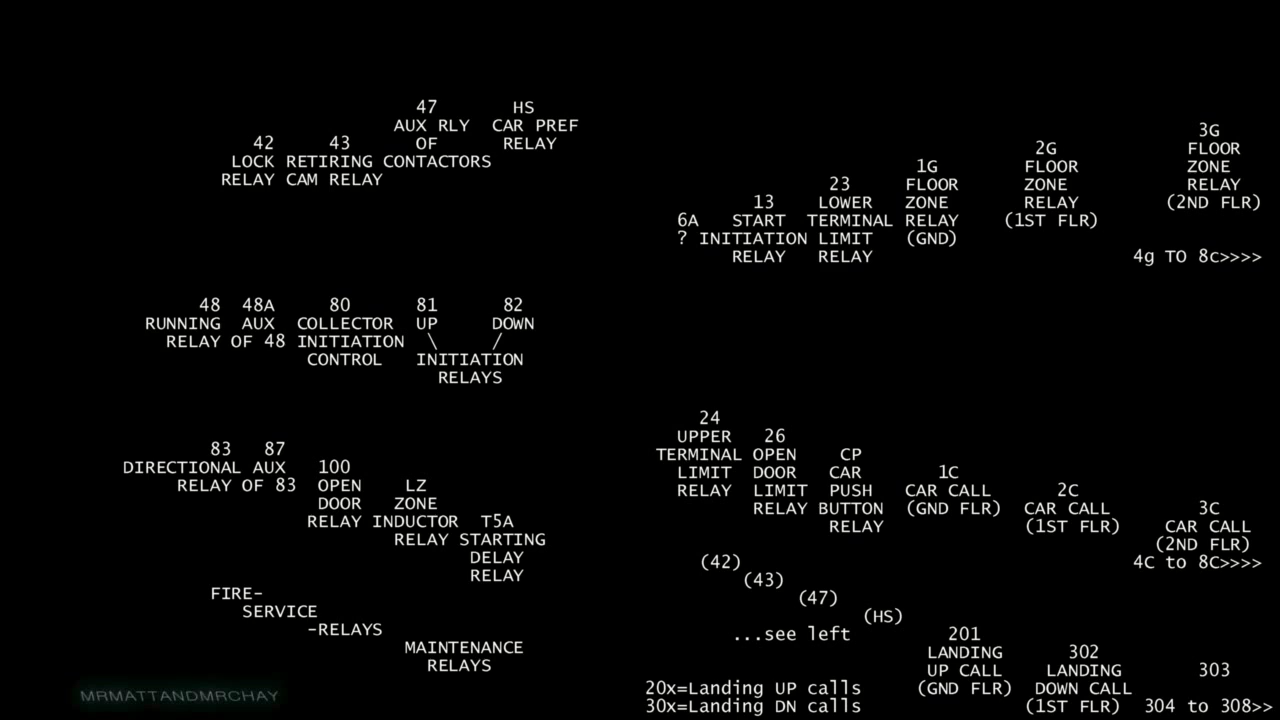 47 HS
AUX RLY CAR PREF
42 43 OF RELAY
LOCK RETIRING CONTACTORS
RELAY CAM RELAY
48 48A 80 81 82
RUNNING AUX COLLECTOR UP DOWN
RELAY OF 48 INITIATION \ /
CONTROL INITIATION
RELAYS
83 87
DIRECTIONAL AUX 100
RELAY OF 83 OPEN LZ
DOOR ZONE
RELAY INDUCTOR T5A
RELAY STARTING
DELAY
RELAY
FIRE-
SERVICE
-RELAYS
MAINTENANCE
RELAYS
MRMATTANDMRCHAY
3G
2G FLOOR
1G FLOOR ZONE
23 FLOOR ZONE RELAY
13 LOWER ZONE RELAY (2ND FLR)
6A START TERMINAL RELAY (1ST FLR)
? INITIATION LIMIT (GND)
RELAY RELAY 4g TO 8c>>>>
24
UPPER 26
TERMINAL OPEN CP
LIMIT DOOR CAR 1C
RELAY LIMIT PUSH CAR CALL 2C
RELAY BUTTON (GND FLR) CAR CALL 3C
RELAY (1ST FLR) CAR CALL
(2ND FLR)
(42) 4C to 8C>>>>
(43)
(47)
(HS)
...see left 201
LANDING 302
UP CALL LANDING 303
20x=Landing UP calls (GND FLR) DOWN CALL
30x=Landing DN calls (1ST FLR) 304 to 308>>